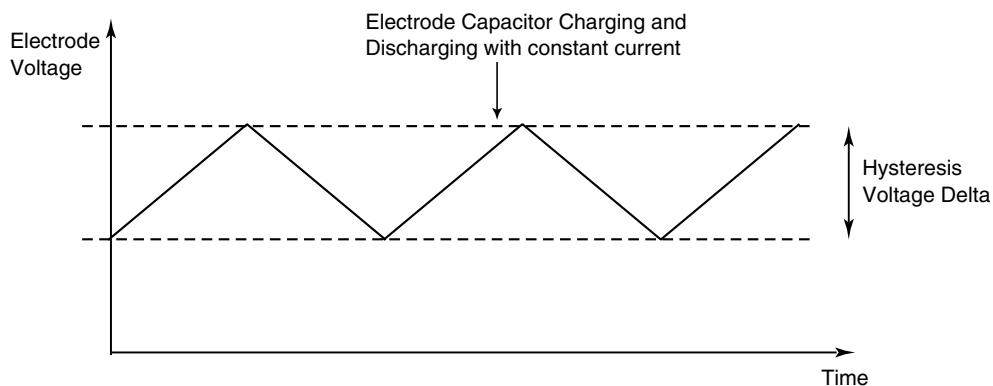 Electrode Capacitor Charging and
Discharging with constant current
Electrode
Voltage
Hysteresis
Voltage Delta
Time